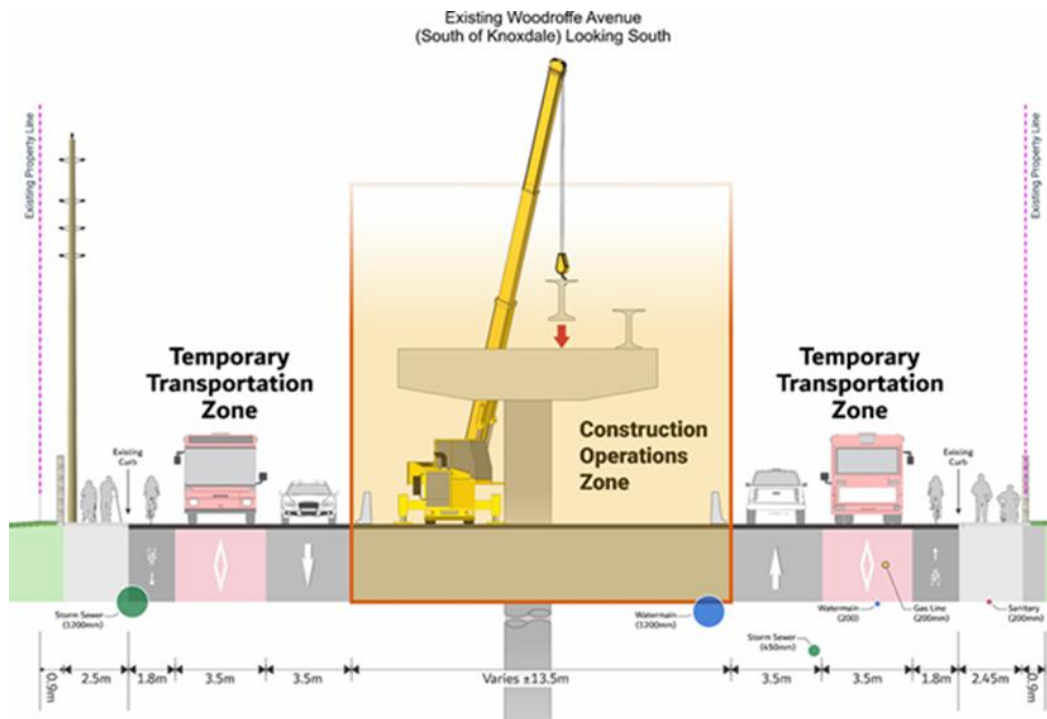 Existing Woodroffe Avenue
(South of Knoxdale) Looking South
Existing Property Line
Existing Property Line
Temporary
Transportation
Zone
Temporary
Transportation
Zone
Construction
Operations
Zone
Existing
Curb
Existing
Curb
Storm Sewer
(1200mm)
Watermain
(1200mm)
Storm Sewer
(450mm)
Watermain
(200)
Gas Line
(200mm)
Sanitary
(200mm)
0.9m
2.5m
1.8m
3.5m
3.5m
Varies ±13.5m
3.5m
3.5m
1.8m
2.45m
0.9m